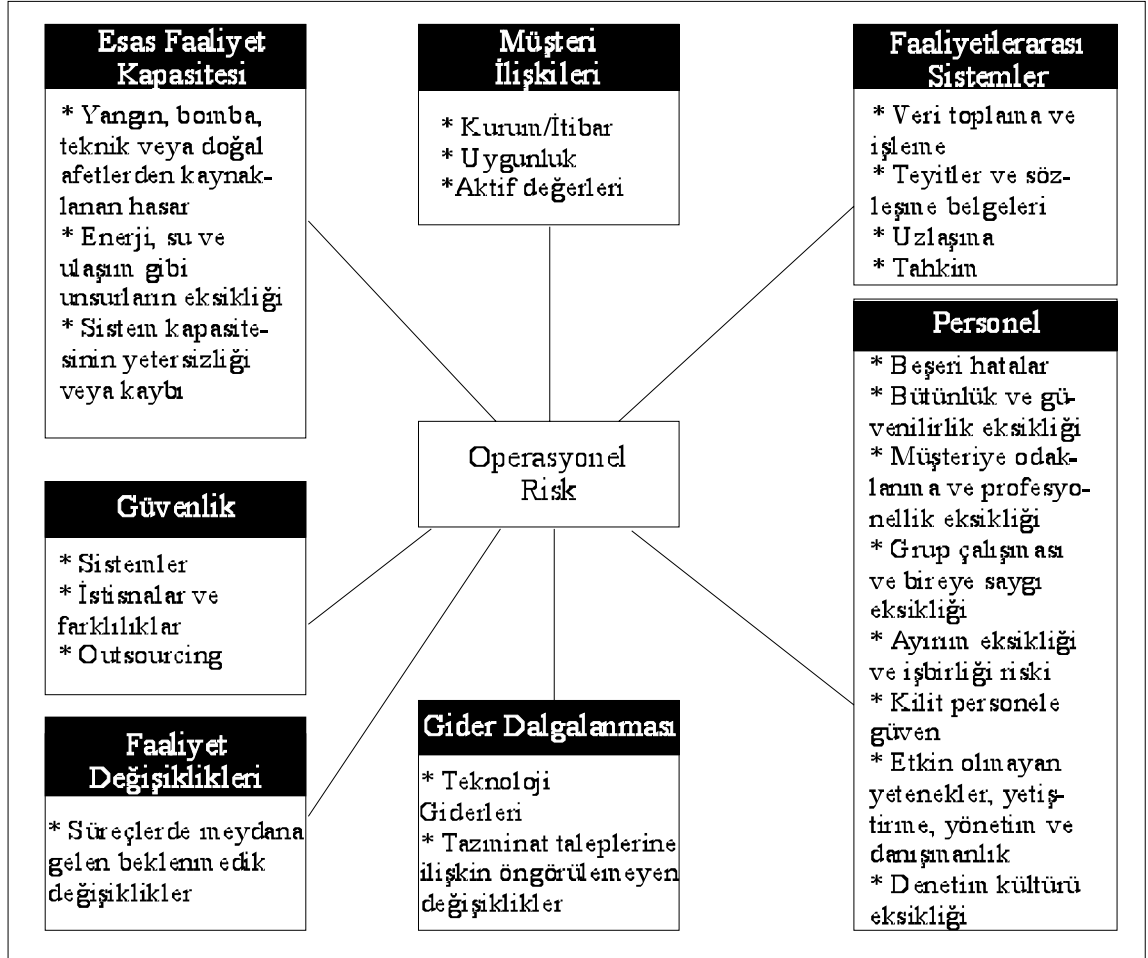 Esas Faaliyet
Kapasitesi
* Yangın, bomba,
teknik veya doğal
afetlerden kaynak-
lanan hasar
* Enerji, su ve
ulaşım gibi
unsurların eksikliği
* Sistem kapasite-
sinin yetersizliği
veya kaybı
Müşteri
İlişkileri
* Kurum/İtibar
* Uygunluk
*Aktif değerleri
Faaliyetlerarası
Sistemler
* Veri toplama ve
işleme
* Teyitler ve söz-
leşme belgeleri
* Uzlaşma
* Tahkim
Operasyonel
Risk
Personel
* Beşeri hatalar
* Bütünlük ve gü-
venilirlik eksikliği
* Müşteriye odak-
lanma ve profesyo-
nellik eksikliği
* Grup çalışması
ve bireye saygı
eksikliği
* Ayırım eksikliği
ve işbirliği riski
* Kilit personele
güven
* Etkin olmayan
yetenekler, yetiş-
tirme, yönetim ve
danışmanlık
* Denetim kültürü
eksikliği
Güvenlik
* Sistemler
* İstisnalar ve
farklılıklar
* Outsourcing
Faaliyet
Değişiklikleri
* Süreçlerde meydana
gelen beklenmedik
değişiklikler
Gider Dalgalanması
* Teknoloji
Giderleri
* Tazminat taleplerine
ilişkin öngörülemeyen
değişiklikler